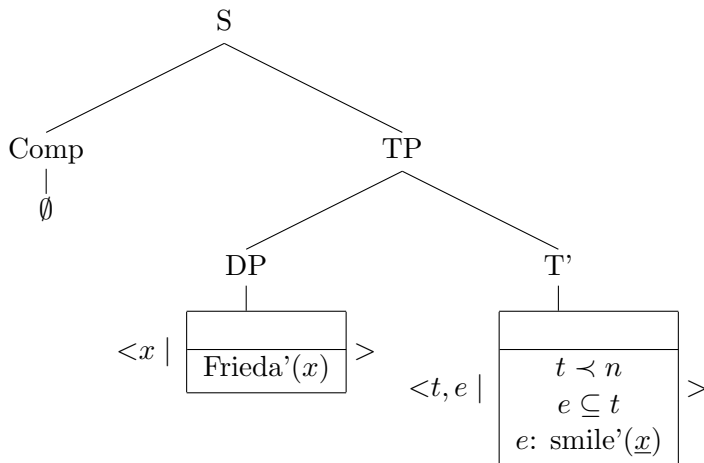 S
Comp
TP
∅
DP
T’
<x |
Frieda’(x)
>
<t, e |
t ≺ n
e ⊆ t
e: smile’(x̲)
>